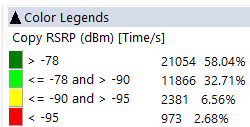 Color Legends
Copy RSRP (dBm) [Time/s]
> -78 21054 58.04%
<= -78 and > -90 11866 32.71%
<= -90 and > -95 2381 6.56%
< -95 973 2.68%